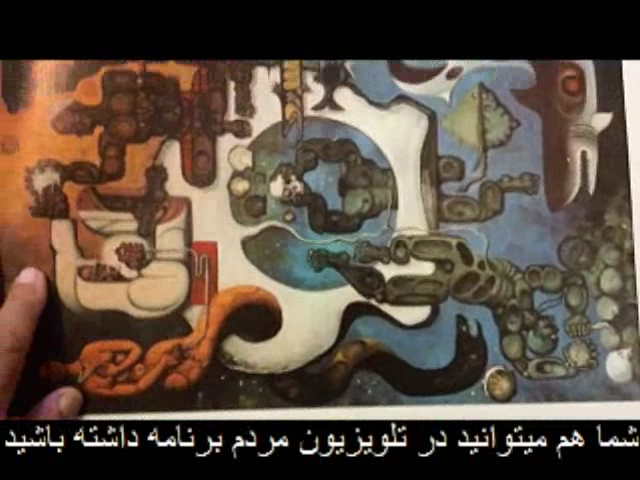 شما هم میتوانید در تلویزیون مردم برنامه داشته باشید